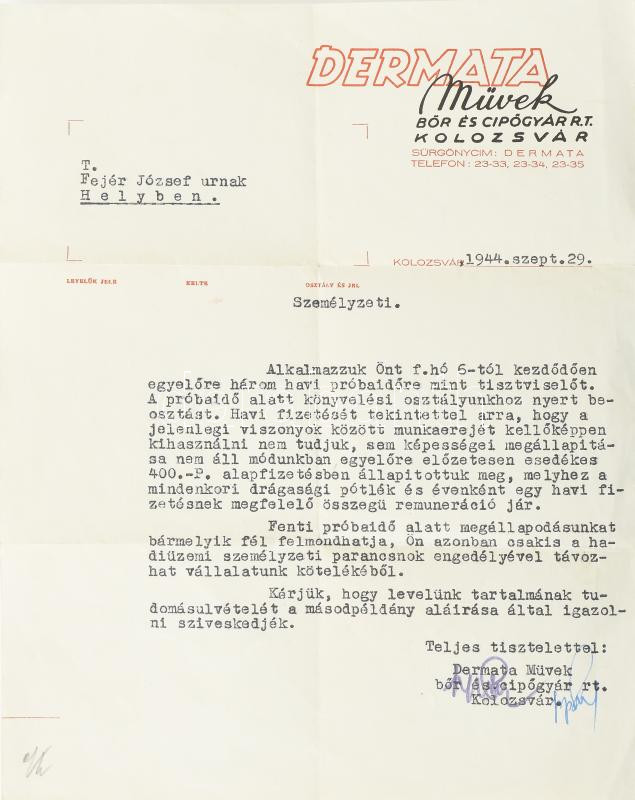 DERMATA
Művek
BŐR ÉS CIPŐGYÁR R.T.
KOLOZSVÁR
SÜRGÖNYCIM: DERMATA
TELEFON: 23-33, 23-34, 23-35
T.
Fejér József urnak
Helyben.
KOLOZSVÁR, 1944.szept.29.
LEVELÜK JELE KELTE OSZTÁLY ÉS JEL
Személyzeti.
Alkalmazzuk Önt f.hó 6-tól kezdődően
egyelőre három havi próbaidőre mint tisztviselőt.
A próbaidő alatt könyvelési osztályunkhoz nyert be-
osztást. Havi fizetését tekintettel arra, hogy a
jelenlegi viszonyok között munkaerejét kellőképpen
kihasználni nem tudjuk, sem képességei megállapitá-
sa nem áll módunkban egyelőre előzetesen esedékes
400.-P. alapfizetésben állapitottuk meg, melyhez a
mindenkori drágasági pótlék és évenként egy havi fi-
zetésnek megfelelő összegü remuneráció jár.
Fenti próbaidő alatt megállapodásunkat
bármelyik fél felmondhatja, Ön azonban csakis a ha-
diüzemi személyzeti parancsnok engedélyével távoz-
hat vállalatunk kötelékéből.
Kérjük, hogy levelünk tartalmának tu-
domásulvételét a másodpéldány aláirása által igazol-
ni sziveskedjék.
Teljes tisztelettel:
Dermata Müvek
bőr és cipőgyár rt.
Kolozsvár.